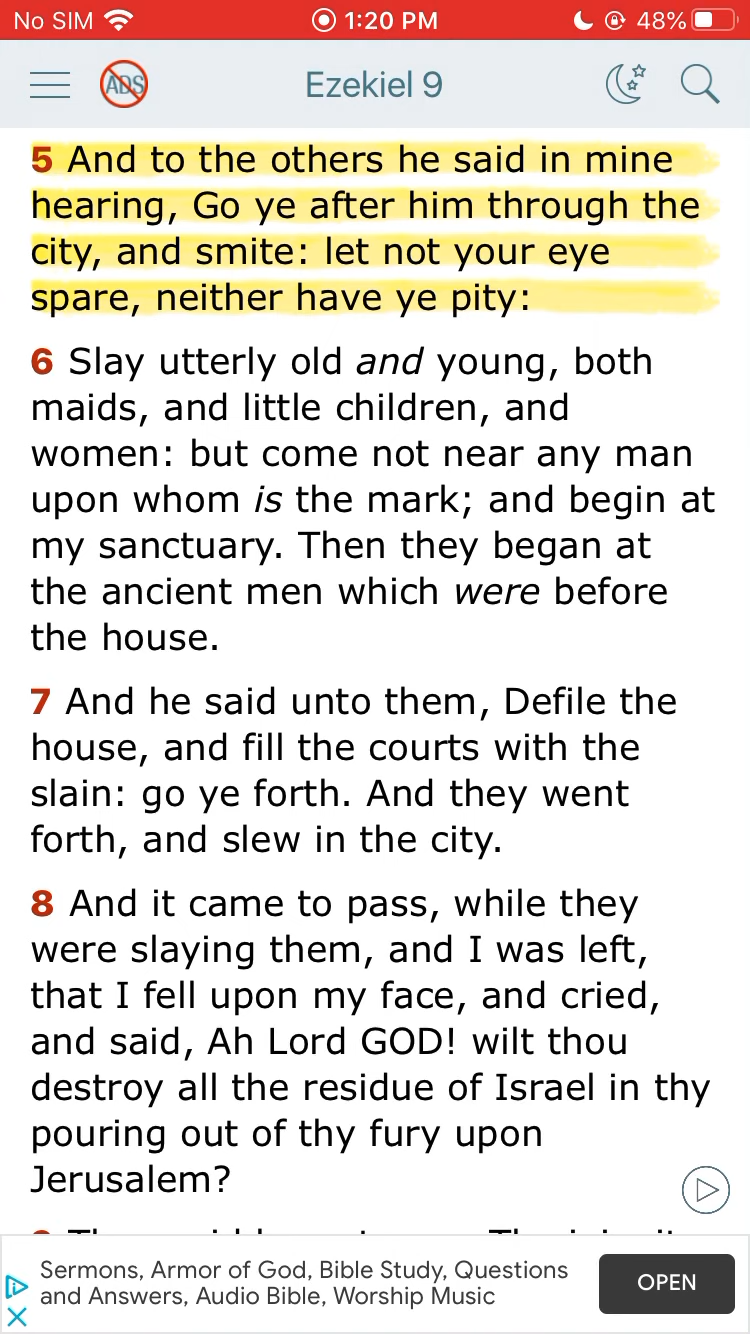 No SIM 1:20 PM 48%
ADS Ezekiel 9
5 And to the others he said in mine
hearing, Go ye after him through the
city, and smite: let not your eye
spare, neither have ye pity:
6 Slay utterly old and young, both
maids, and little children, and
women: but come not near any man
upon whom is the mark; and begin at
my sanctuary. Then they began at
the ancient men which were before
the house.
7 And he said unto them, Defile the
house, and fill the courts with the
slain: go ye forth. And they went
forth, and slew in the city.
8 And it came to pass, while they
were slaying them, and I was left,
that I fell upon my face, and cried,
and said, Ah Lord GOD! wilt thou
destroy all the residue of Israel in thy
pouring out of thy fury upon
Jerusalem?
Sermons, Armor of God, Bible Study, Questions
and Answers, Audio Bible, Worship Music
OPEN